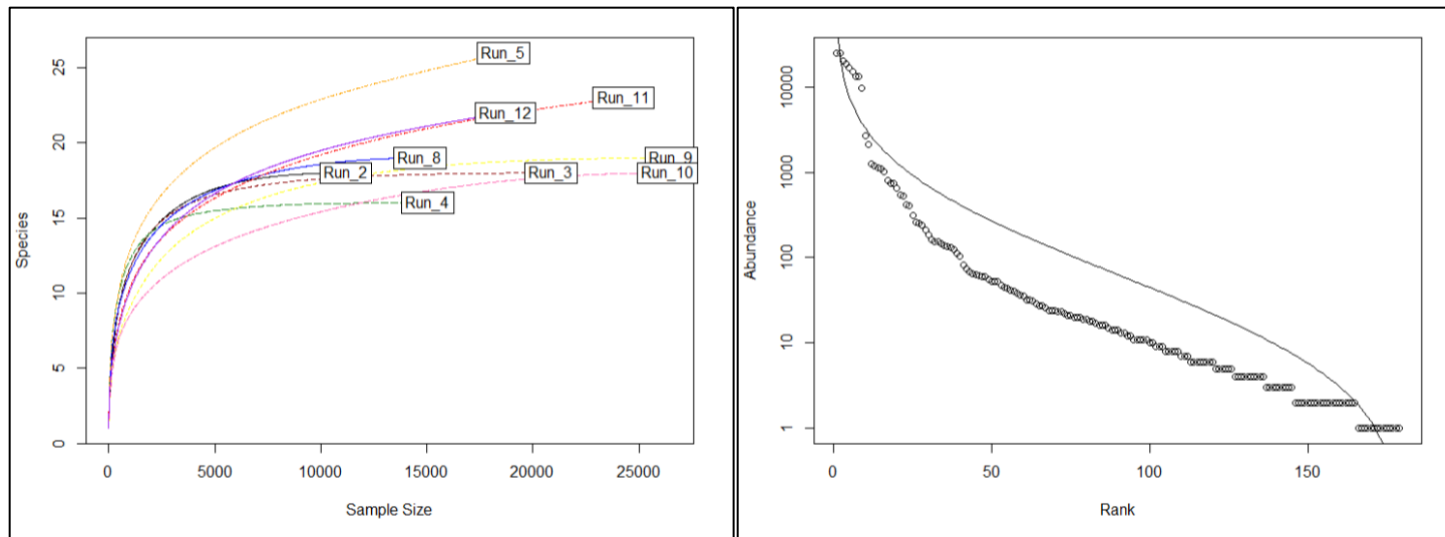 Species
25
20
15
10
5
0
Run_5
Run_11
Run_12
Run_8
Run_9
Run_2
Run_3
Run_10
Run_4
0 5000 10000 15000 20000 25000
Sample Size
Abundance
10000
1000
100
10
1
0 50 100 150
Rank